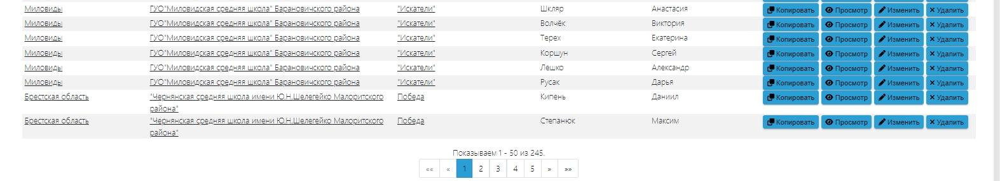 Миловиды ГУО"Миловидская средняя школа" Барановичского района "Искатели" Шкляр Анастасия Копировать Просмотр Изменить Удалить
Миловиды ГУО"Миловидская средняя школа" Барановичского района "Искатели" Волчёк Виктория Копировать Просмотр Изменить Удалить
Миловиды ГУО"Миловидская средняя школа" Барановичского района "Искатели" Терех Екатерина Копировать Просмотр Изменить Удалить
Миловиды ГУО"Миловидская средняя школа" Барановичского района "Искатели" Коршун Сергей Копировать Просмотр Изменить Удалить
Миловиды ГУО"Миловидская средняя школа" Барановичского района "Искатели" Лешко Александр Копировать Просмотр Изменить Удалить
Миловиды ГУО"Миловидская средняя школа" Барановичского района "Искатели" Русак Дарья Копировать Просмотр Изменить Удалить
Брестская область "Чернянская средняя школа имени Ю.Н.Шелегейко Малоритского Победа Кипень Даниил Копировать Просмотр Изменить Удалить
района"
Брестская область "Чернянская средняя школа имени Ю.Н.Шелегейко Малоритского Победа Степанюк Максим Копировать Просмотр Изменить Удалить
района"
Показываем 1 - 50 из 245.
«« « 1 2 3 4 5 » »»